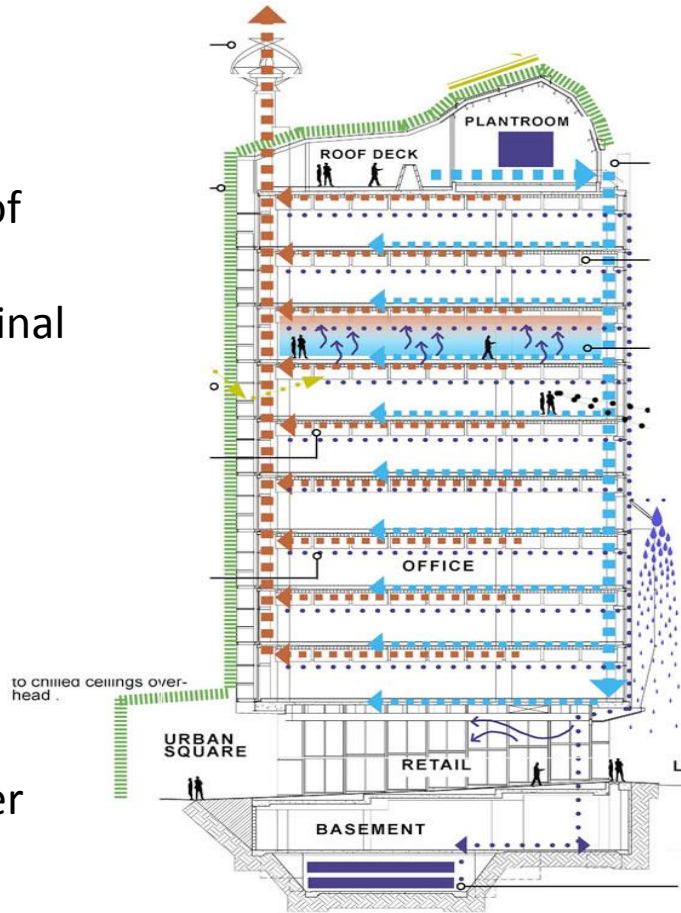 PLANTROOM
ROOF DECK
of
inal
OFFICE
to chilled ceilings over-
head .
URBAN
SQUARE
RETAIL
L
er
BASEMENT